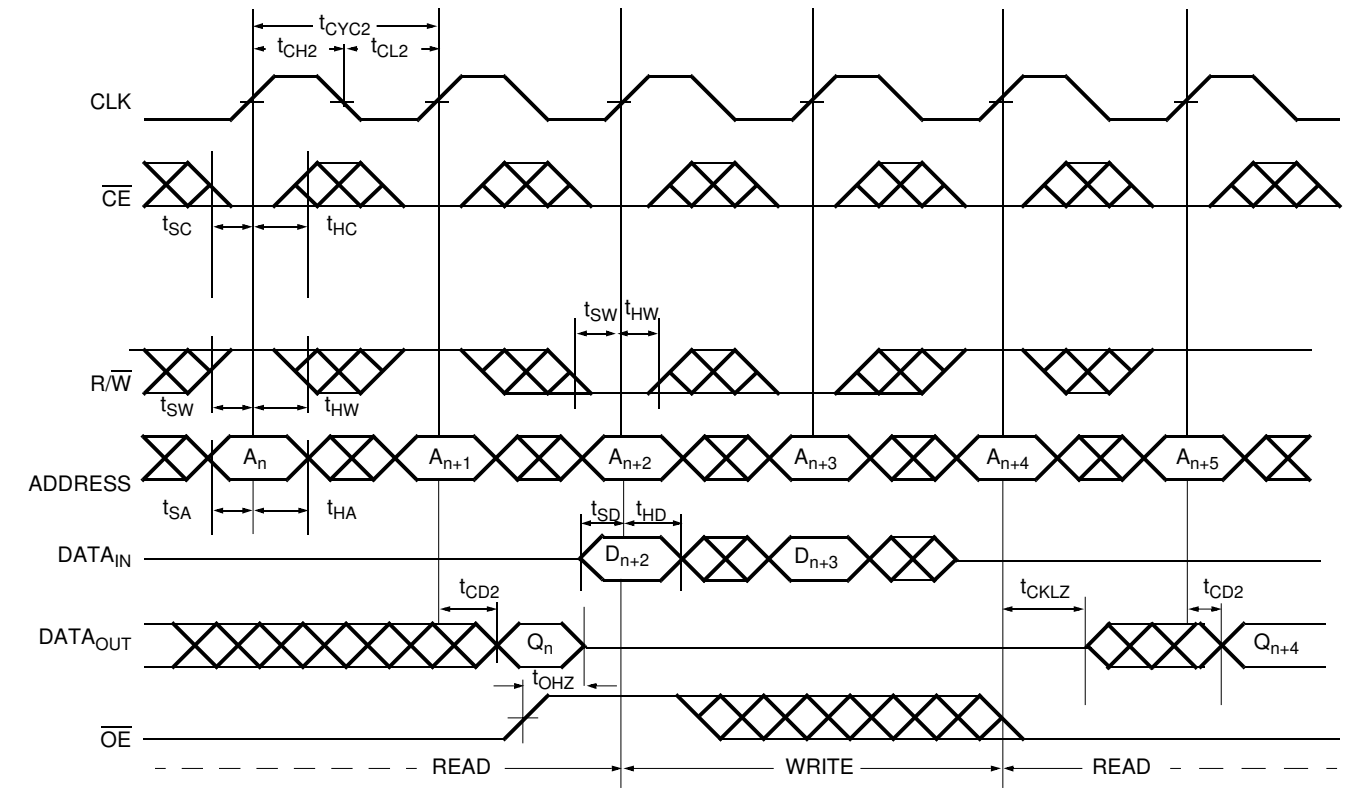 tCYC2
tCH2 tCL2
CLK
CE
tSC tHC
tSW tHW
R/W
tSW tHW
An An+1 An+2 An+3 An+4 An+5
ADDRESS
tSA tHA
tSD tHD
DATAIN Dn+2 Dn+3
tCD2 tCKLZ tCD2
DATAOUT Qn Qn+4
tOHZ
OE
READ WRITE READ